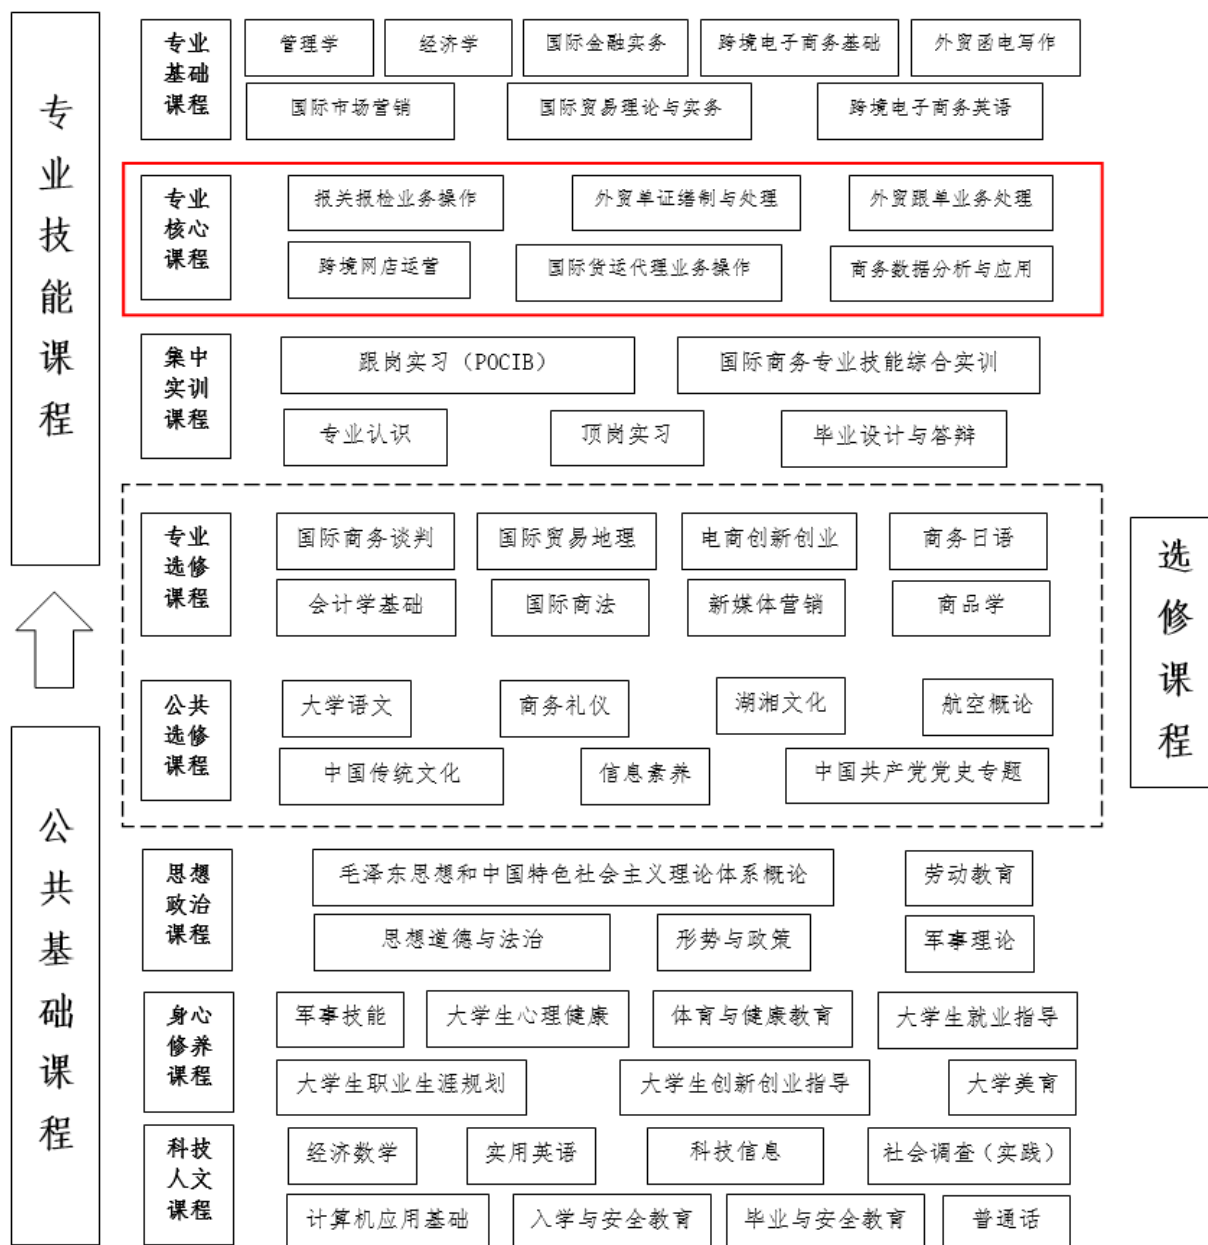 专业技能课程
专业基础课程
管理学 经济学 国际金融实务 跨境电子商务基础 外贸函电写作
国际市场营销 国际贸易理论与实务 跨境电子商务英语
专业核心课程
报关报检业务操作 外贸单证缮制与处理 外贸跟单业务处理
跨境网店运营 国际货运代理业务操作 商务数据分析与应用
集中实训课程
跟岗实习（POCIB） 国际商务专业技能综合实训
专业认识 顶岗实习 毕业设计与答辩
选修课程
专业选修课程
国际商务谈判 国际贸易地理 电商创新创业 商务日语
会计学基础 国际商法 新媒体营销 商品学
公共选修课程
大学语文 商务礼仪 湖湘文化 航空概论
中国传统文化 信息素养 中国共产党党史专题
公共基础课程
思想政治课程
毛泽东思想和中国特色社会主义理论体系概论 劳动教育
思想道德与法治 形势与政策 军事理论
身心修养课程
军事技能 大学生心理健康 体育与健康教育 大学生就业指导
大学生职业生涯规划 大学生创新创业指导 大学美育
科技人文课程
经济数学 实用英语 科技信息 社会调查（实践）
计算机应用基础 入学与安全教育 毕业与安全教育 普通话